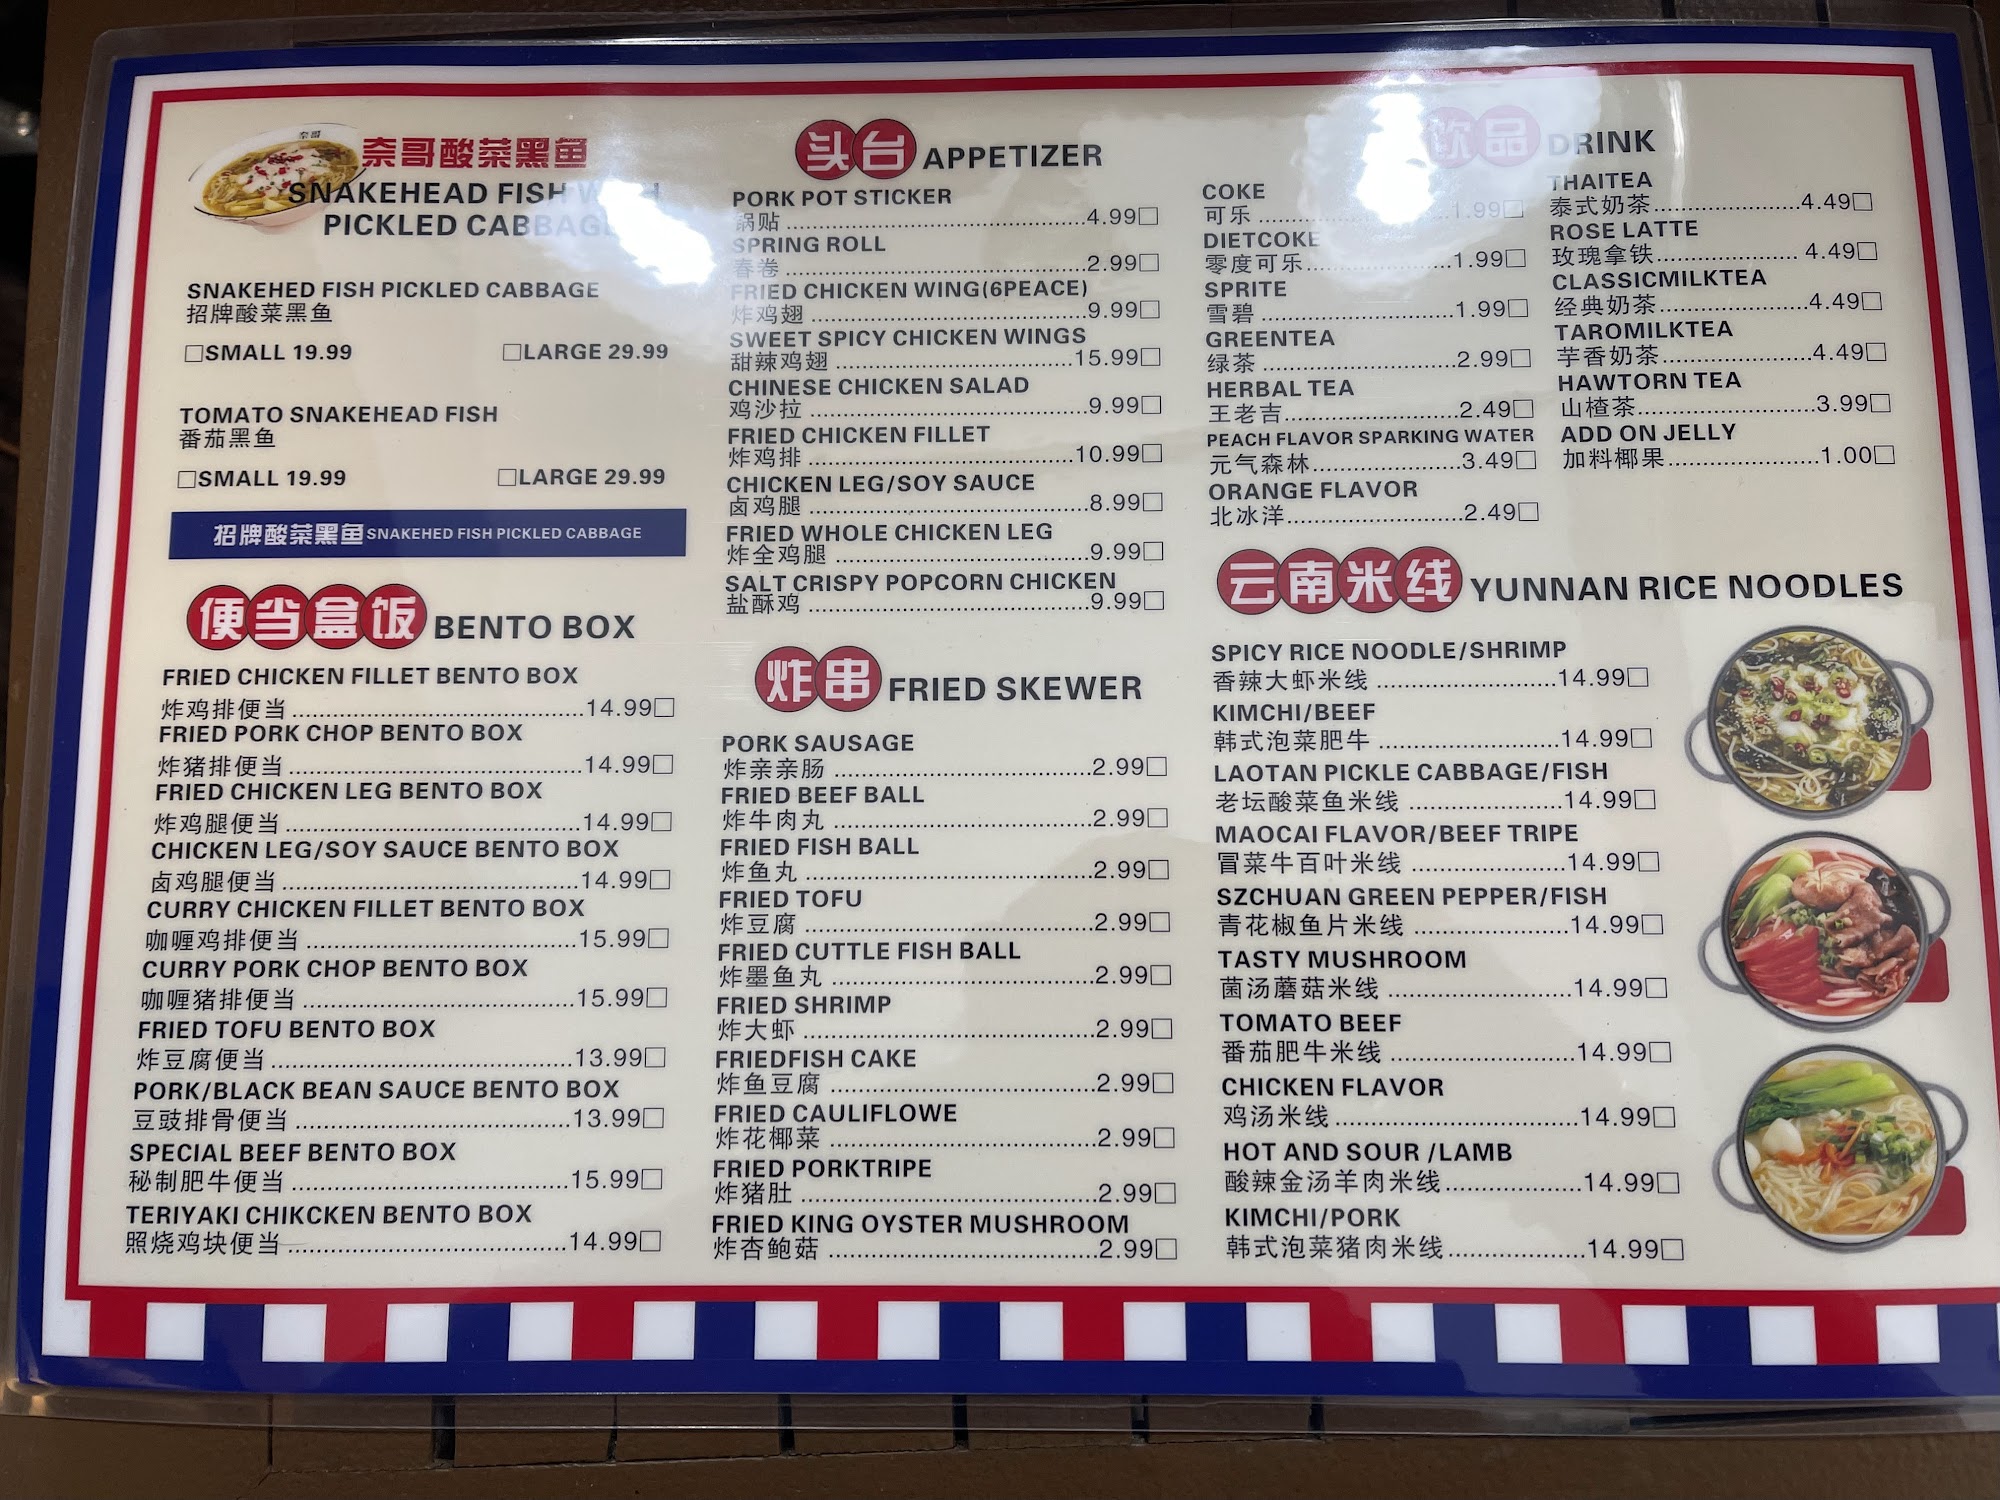 奈哥
奈哥酸菜黑鱼
SNAKEHEAD FISH
PICKLED CABBAGE
SNAKEHED FISH PICKLED CABBAGE
招牌酸菜黑鱼
□SMALL 19.99 □LARGE 29.99
TOMATO SNAKEHEAD FISH
番茄黑鱼
□SMALL 19.99 □LARGE 29.99
招牌酸菜黑鱼SNAKEHED FISH PICKLED CABBAGE
便当盒饭 BENTO BOX
FRIED CHICKEN FILLET BENTO BOX
炸鸡排便当..............................14.99□
FRIED PORK CHOP BENTO BOX
炸猪排便当..............................14.99□
FRIED CHICKEN LEG BENTO BOX
炸鸡腿便当..............................14.99□
CHICKEN LEG/SOY SAUCE BENTO BOX
卤鸡腿便当..............................14.99□
CURRY CHICKEN FILLET BENTO BOX
咖喱鸡排便当............................15.99□
CURRY PORK CHOP BENTO BOX
咖喱猪排便当............................15.99□
FRIED TOFU BENTO BOX
炸豆腐便当..............................13.99□
PORK/BLACK BEAN SAUCE BENTO BOX
豆豉排骨便当............................13.99□
SPECIAL BEEF BENTO BOX
秘制肥牛便当............................15.99□
TERIYAKI CHIKCKEN BENTO BOX
照烧鸡块便当............................14.99□
头台 APPETIZER
PORK POT STICKER
锅贴..............................4.99□
SPRING ROLL
春卷..............................2.99□
FRIED CHICKEN WING(6PEACE)
炸鸡翅............................9.99□
SWEET SPICY CHICKEN WINGS
甜辣鸡翅.........................15.99□
CHINESE CHICKEN SALAD
鸡沙拉............................9.99□
FRIED CHICKEN FILLET
炸鸡排...........................10.99□
CHICKEN LEG/SOY SAUCE
卤鸡腿............................8.99□
FRIED WHOLE CHICKEN LEG
炸全鸡腿..........................9.99□
SALT CRISPY POPCORN CHICKEN
盐酥鸡............................9.99□
炸串 FRIED SKEWER
PORK SAUSAGE
炸亲亲肠..........................2.99□
FRIED BEEF BALL
炸牛肉丸..........................2.99□
FRIED FISH BALL
炸鱼丸............................2.99□
FRIED TOFU
炸豆腐............................2.99□
FRIED CUTTLE FISH BALL
炸墨鱼丸..........................2.99□
FRIED SHRIMP
炸大虾............................2.99□
FRIEDFISH CAKE
炸鱼豆腐..........................2.99□
FRIED CAULIFLOWE
炸花椰菜..........................2.99□
FRIED PORKTRIPE
炸猪肚............................2.99□
FRIED KING OYSTER MUSHROOM
炸杏鲍菇..........................2.99□
饮品 DRINK
COKE
可乐....................1.99□
DIETCOKE
零度可乐................1.99□
SPRITE
雪碧....................1.99□
GREENTEA
绿茶....................2.99□
HERBAL TEA
王老吉..................2.49□
PEACH FLAVOR SPARKING WATER
元气森林................3.49□
ORANGE FLAVOR
北冰洋..................2.49□
THAITEA
泰式奶茶................4.49□
ROSE LATTE
玫瑰拿铁................4.49□
CLASSICMILKTEA
经典奶茶................4.49□
TAROMILKTEA
芋香奶茶................4.49□
HAWTORN TEA
山楂茶..................3.99□
ADD ON JELLY
加料椰果................1.00□
云南米线 YUNNAN RICE NOODLES
SPICY RICE NOODLE/SHRIMP
香辣大虾米线..................14.99□
KIMCHI/BEEF
韩式泡菜肥牛..................14.99□
LAOTAN PICKLE CABBAGE/FISH
老坛酸菜鱼米线................14.99□
MAOCAI FLAVOR/BEEF TRIPE
冒菜牛百叶米线................14.99□
SZCHUAN GREEN PEPPER/FISH
青花椒鱼片米线................14.99□
TASTY MUSHROOM
菌汤蘑菇米线..................14.99□
TOMATO BEEF
番茄肥牛米线..................14.99□
CHICKEN FLAVOR
鸡汤米线......................14.99□
HOT AND SOUR /LAMB
酸辣金汤羊肉米线..............14.99□
KIMCHI/PORK
韩式泡菜猪肉米线..............14.99□